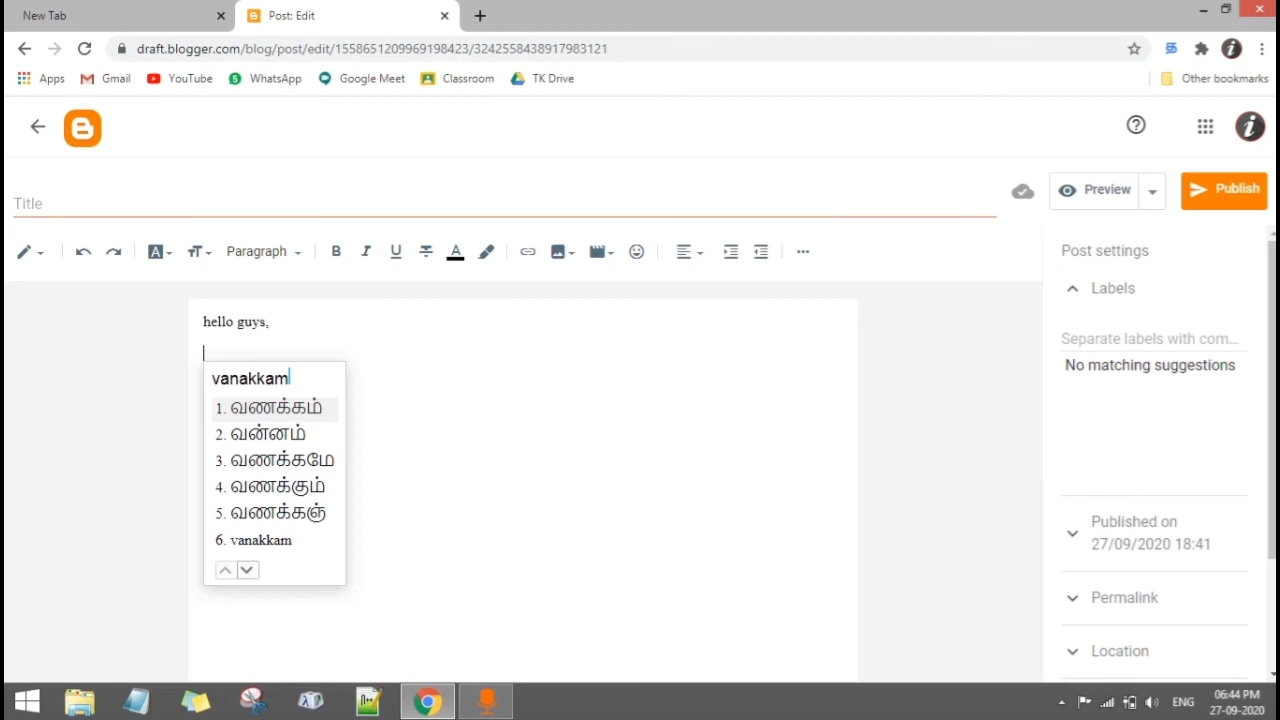 New Tab
Post: Edit
draft.blogger.com/blog/post/edit/1558651209969198423/3242558438917983121
Apps
Gmail
YouTube
WhatsApp
Google Meet
Classroom
TK Drive
Other bookmarks
Title
Preview
Publish
Paragraph
B I U A
hello guys,
vanakkam
1. வணக்கம்
2. வன்னம்
3. வணக்கமே
4. வணக்கும்
5. வணக்கஞ்
6. vanakkam
Post settings
Labels
Separate labels with com...
No matching suggestions
Published on
27/09/2020 18:41
Permalink
Location
ENG
06:44 PM
27-09-2020